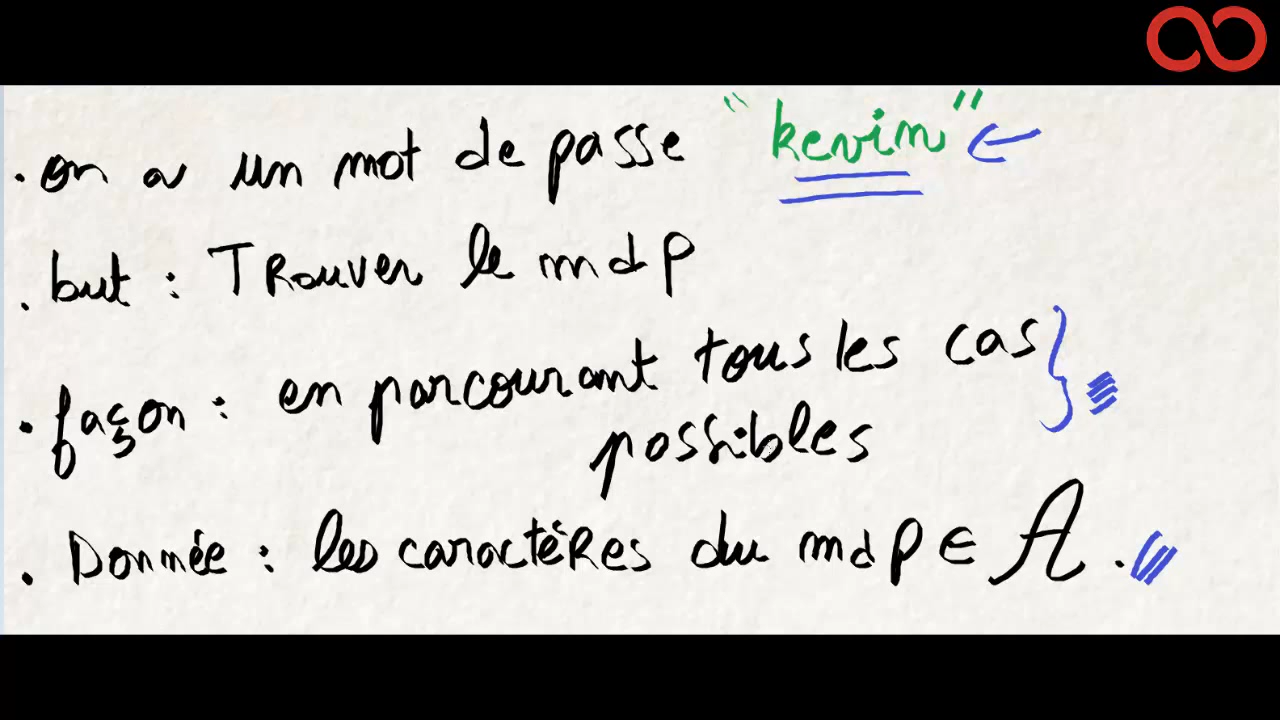 . on a un mot de passe "kevin"
. but : Trouver le mdp
. façon : en parcourant tous les cas
possibles
. Donnée : les caractères du mdp ∈ A .